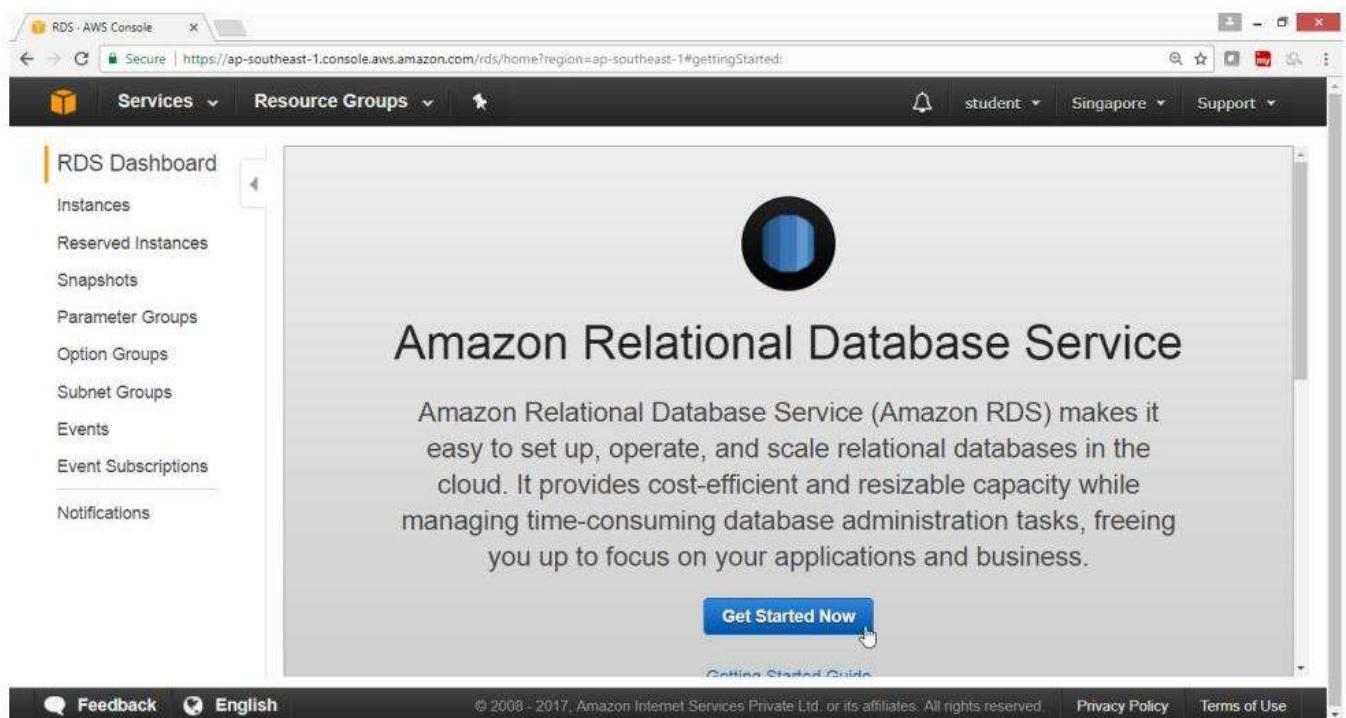 RDS - AWS Console
Secure | https://ap-southeast-1.console.aws.amazon.com/rds/home?region=ap-southeast-1#gettingStarted:
my
Services Resource Groups student Singapore Support
RDS Dashboard
Instances
Reserved Instances
Snapshots
Parameter Groups
Option Groups
Subnet Groups
Events
Event Subscriptions
Notifications
Amazon Relational Database Service
Amazon Relational Database Service (Amazon RDS) makes it
easy to set up, operate, and scale relational databases in the
cloud. It provides cost-efficient and resizable capacity while
managing time-consuming database administration tasks, freeing
you up to focus on your applications and business.
Get Started Now
Getting Started Guide
Feedback English © 2008 - 2017, Amazon Internet Services Private Ltd. or its affiliates. All rights reserved. Privacy Policy Terms of Use